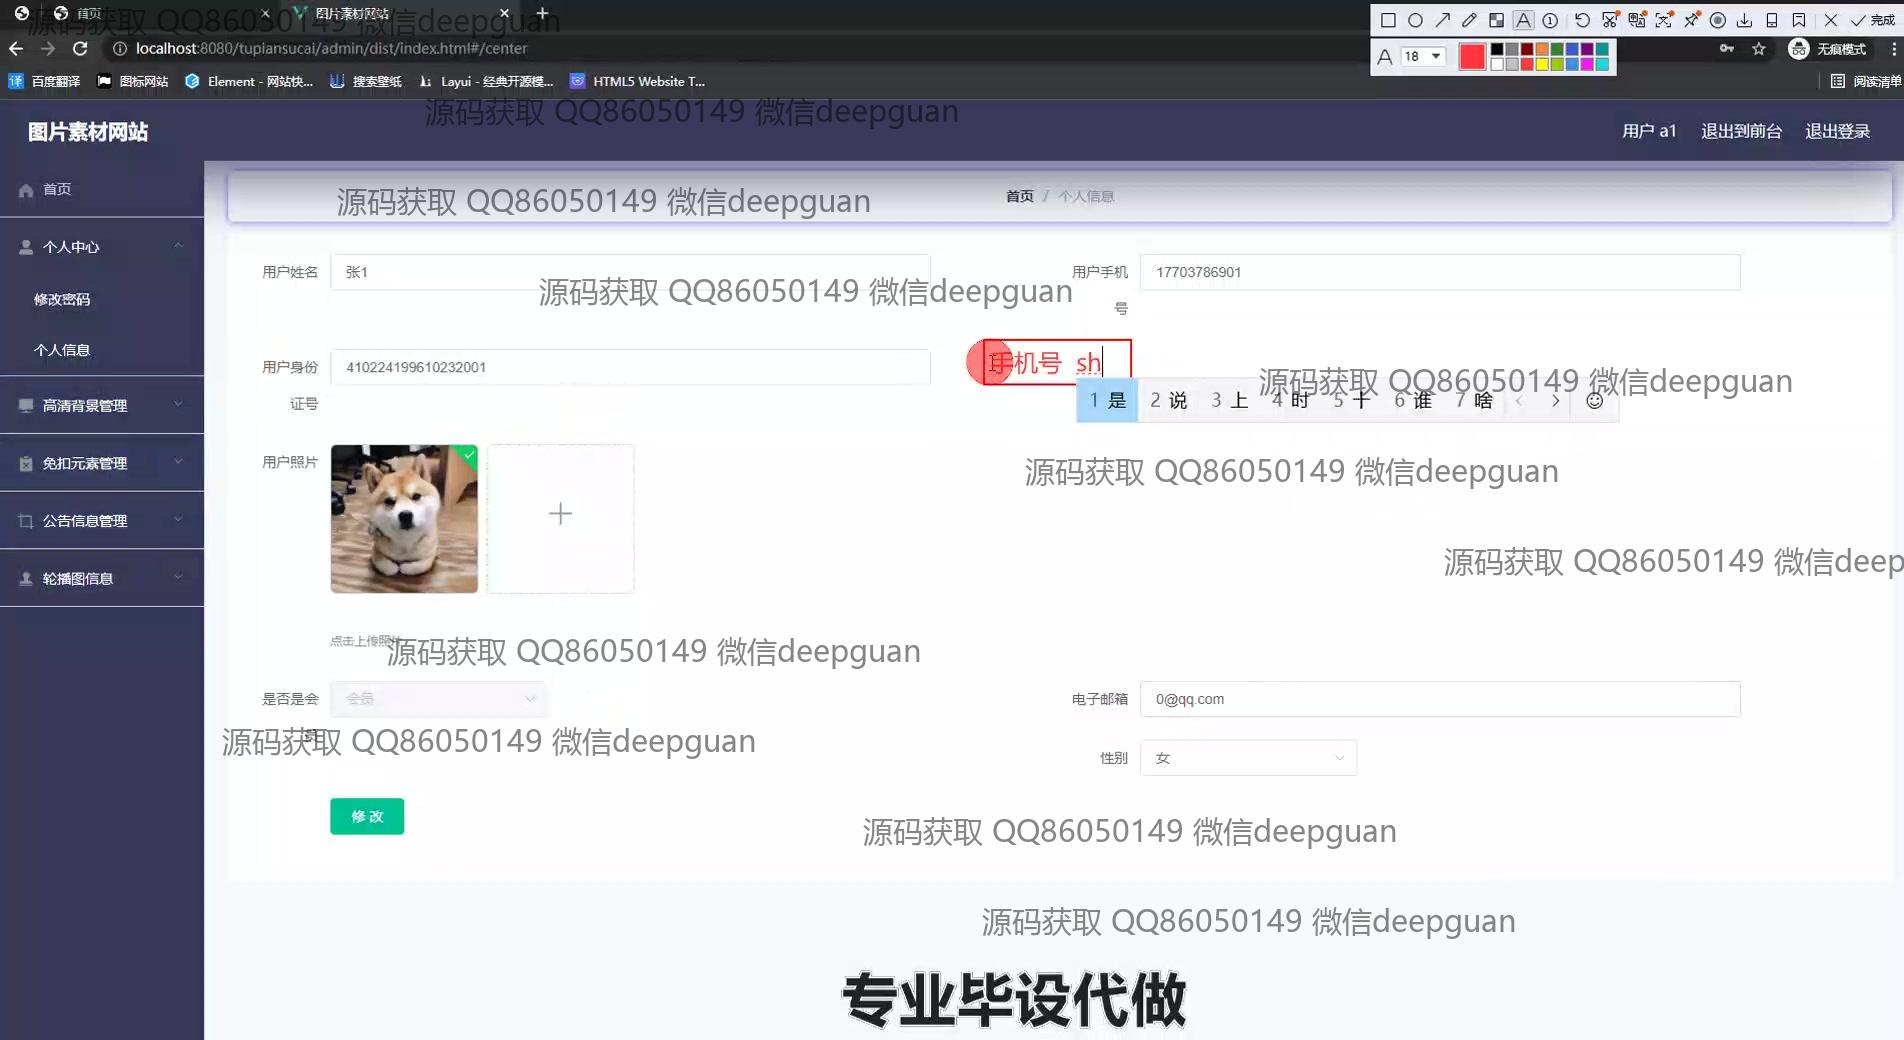 首页
图片素材网站
源码获取 QQ86050149 微信deepguan
18
完成
localhost:8080/tupiansucai/admin/dist/index.html#/center
无痕模式
百度翻译
图标网站
Element - 网站快...
搜索壁纸
Layui - 经典开源模...
HTML5 Website T...
阅读清单
源码获取 QQ86050149 微信deepguan
图片素材网站
用户 a1
退出到前台
退出登录
首页
源码获取 QQ86050149 微信deepguan
首页 / 个人信息
个人中心
修改密码
个人信息
高清背景管理
免扣元素管理
公告信息管理
轮播图信息
用户姓名
张1
源码获取 QQ86050149 微信deepguan
用户手机号
17703786901
用户身份证号
410224199610232001
手机号 sh
1 是 2 说 3 上 4 时 5 十 6 谁 7 啥
源码获取 QQ86050149 微信deepguan
用户照片
源码获取 QQ86050149 微信deepguan
源码获取 QQ86050149 微信deep
点击上传照片
源码获取 QQ86050149 微信deepguan
是否是会员
会员
电子邮箱
0@qq.com
源码获取 QQ86050149 微信deepguan
性别
女
修改
源码获取 QQ86050149 微信deepguan
源码获取 QQ86050149 微信deepguan
专业毕设代做